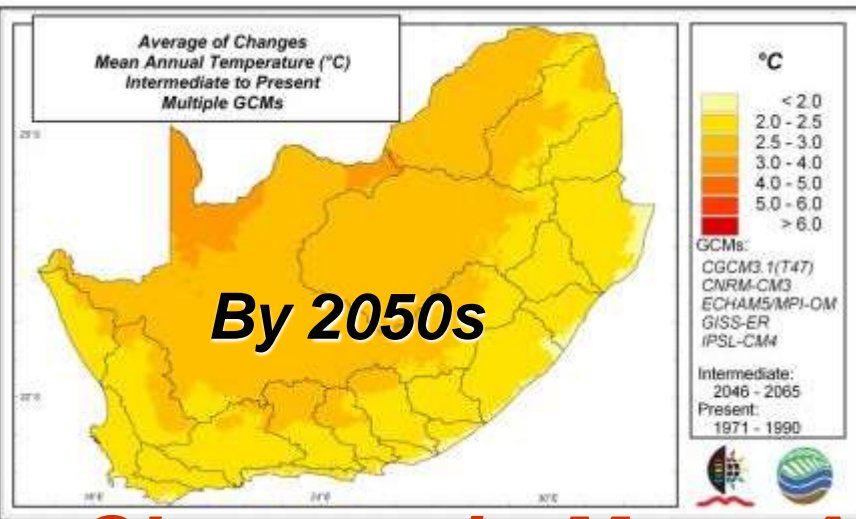 Average of Changes
Mean Annual Temperature (°C)
Intermediate to Present
Multiple GCMs
°C
< 2.0
2.0 - 2.5
2.5 - 3.0
3.0 - 4.0
4.0 - 5.0
5.0 - 6.0
> 6.0
GCMs:
CGCM3.1(T47)
CNRM-CM3
ECHAM5/MPI-OM
GISS-ER
IPSL-CM4
Intermediate:
2046 - 2065
Present:
1971 - 1990
By 2050s